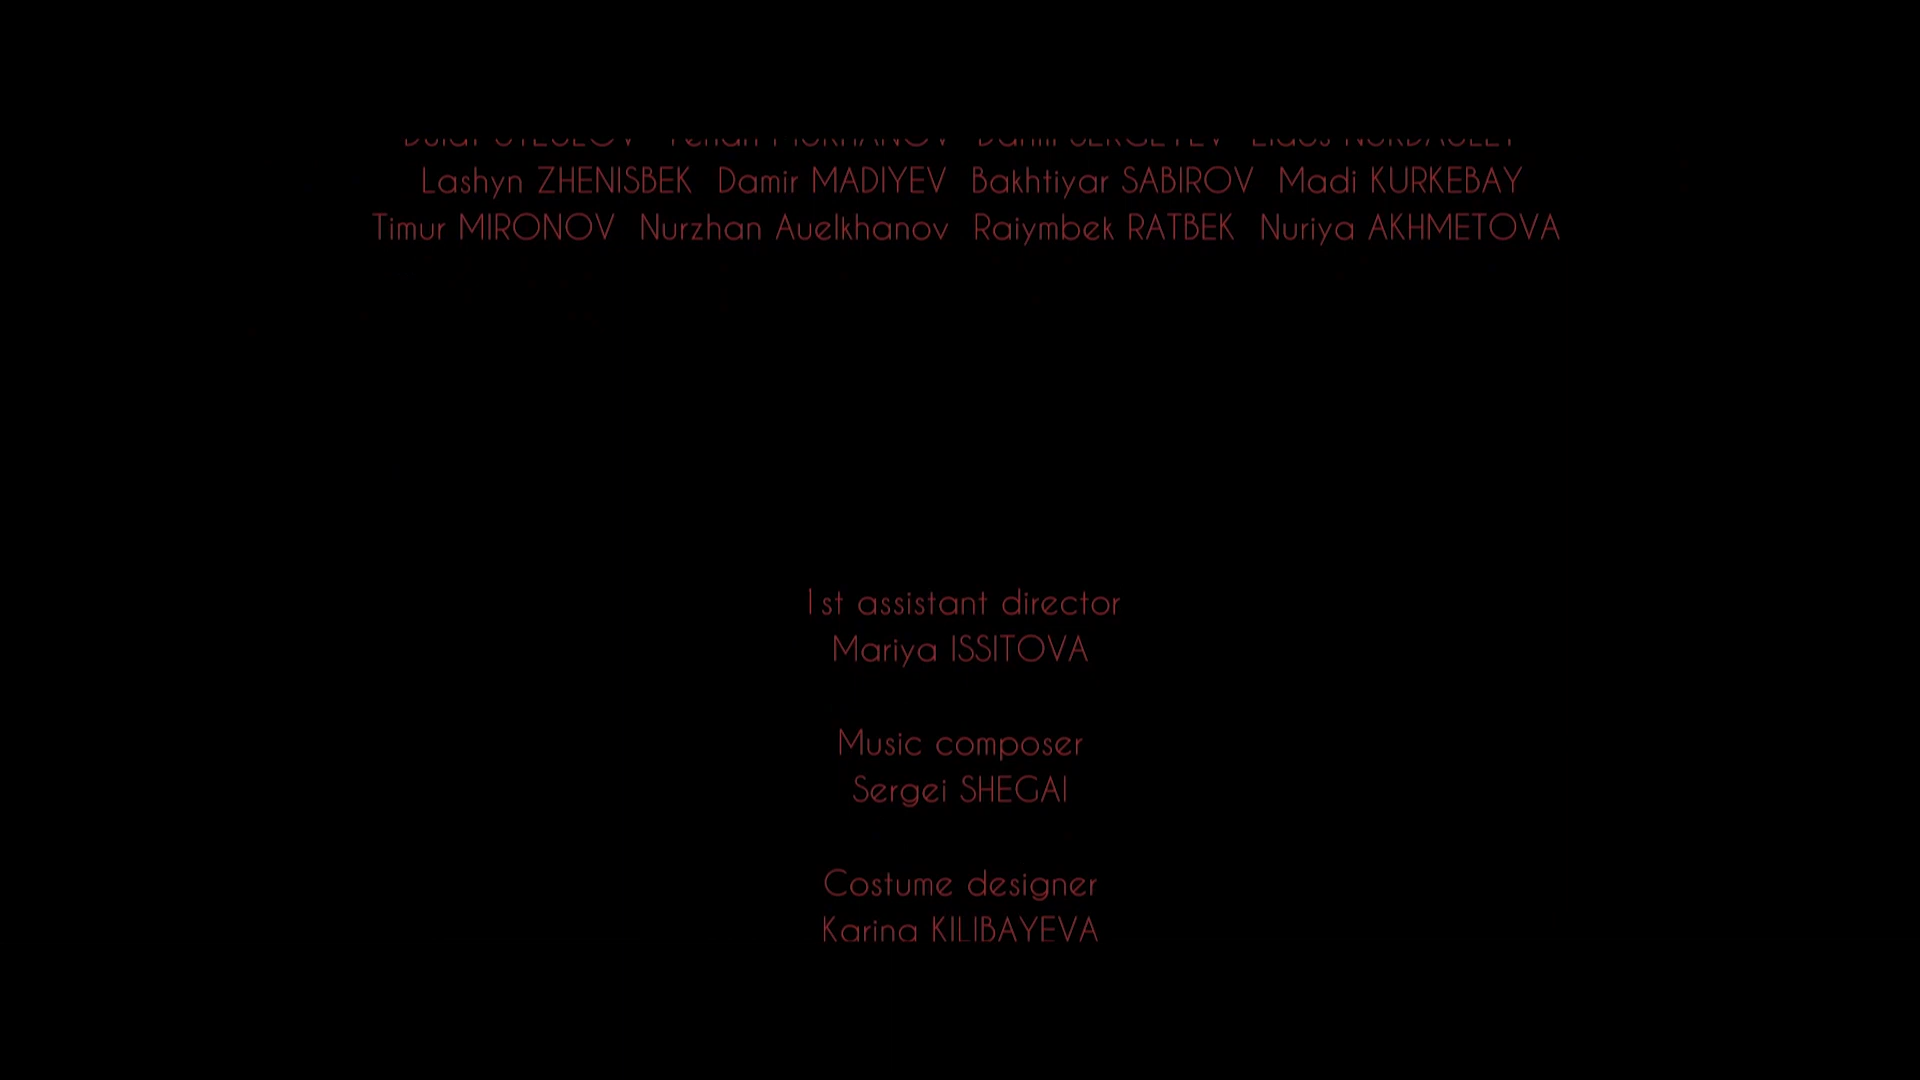 Lashyn ZHENISBEK Damir MADIYEV Bakhtiyar SABIROV Madi KURKEBAY
Timur MIRONOV Nurzhan Auelkhanov Raiymbek RATBEK Nuriya AKHMETOVA
1st assistant director
Mariya ISSITOVA
Music composer
Sergei SHEGAI
Costume designer
Karina KILIBAYEVA